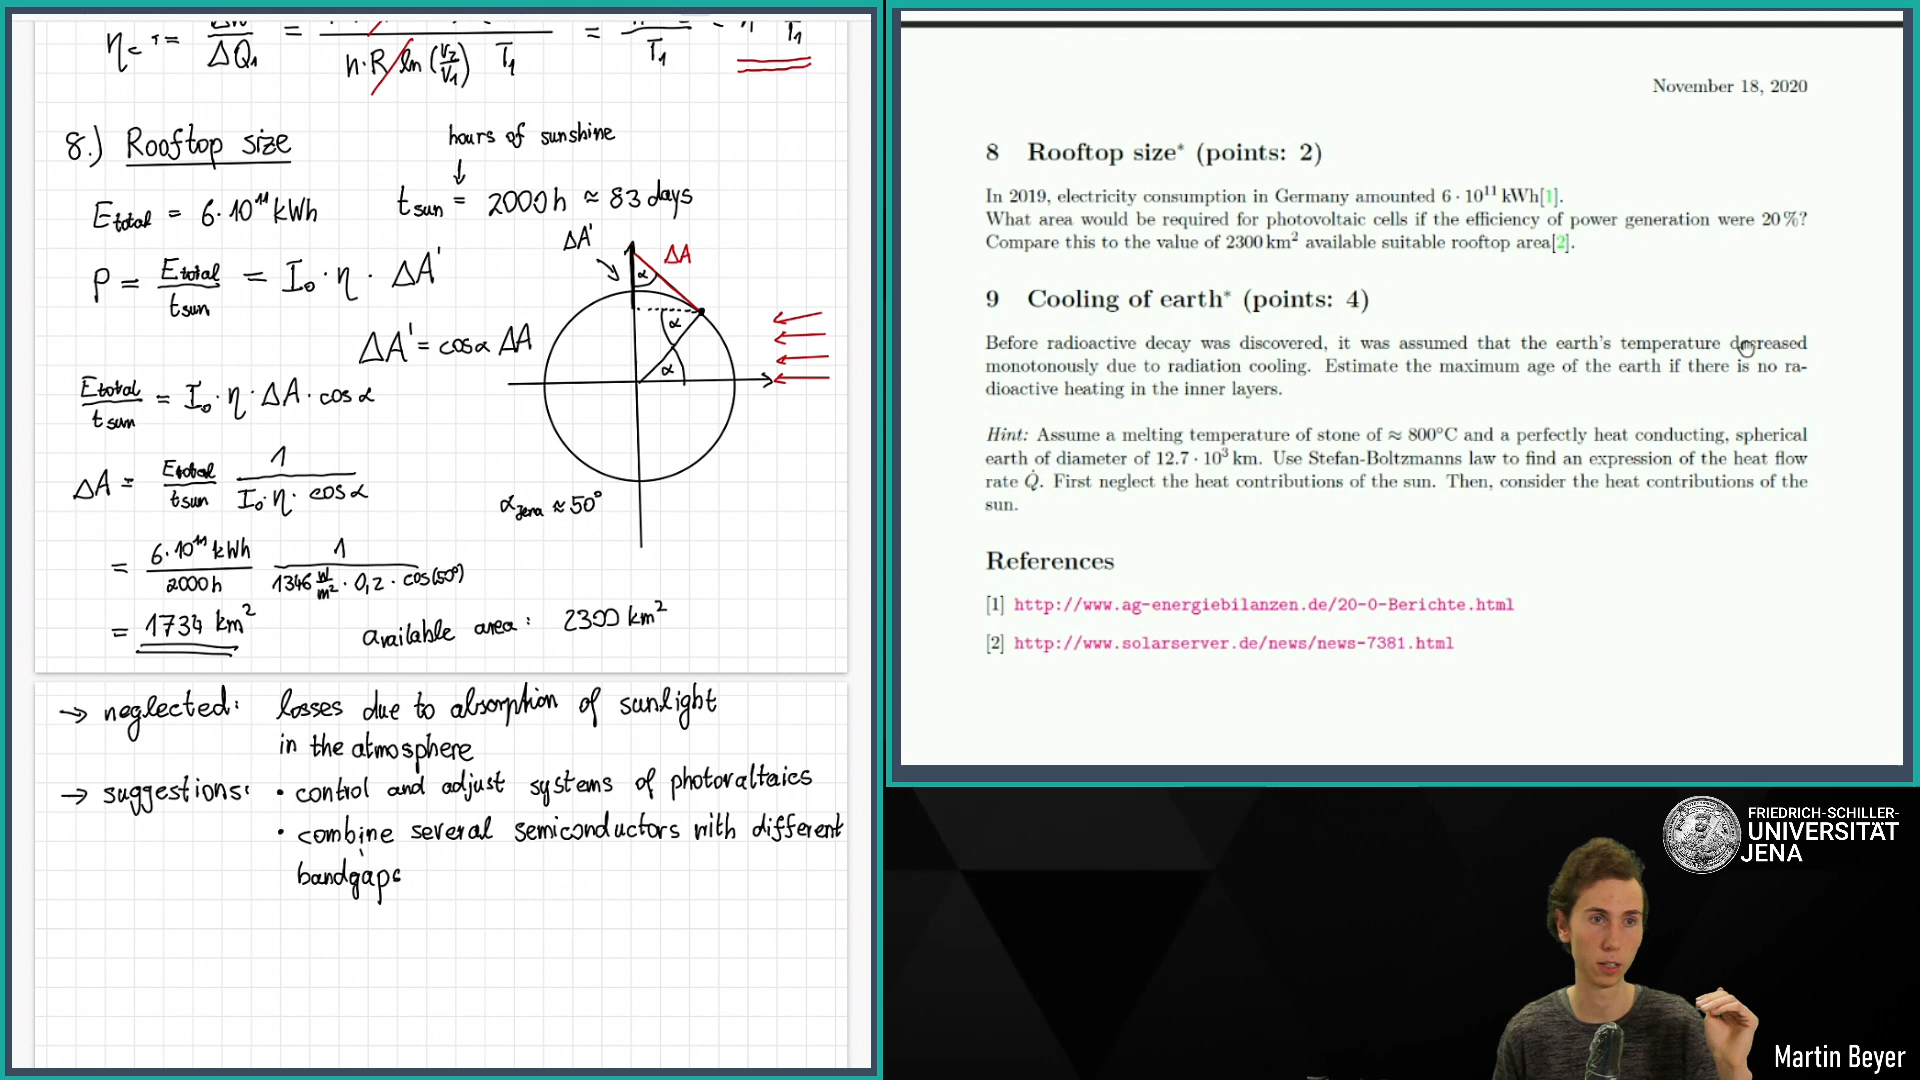 η_C = ΔW/ΔQ₁ = / n·R ln(V₂/V₁) T₁ = /T₁ = T₁
8.) Rooftop size
hours of sunshine
↓
E_total = 6·10¹¹ kWh
t_sun = 2000h ≈ 83 days
P = E_total/t_sun = I₀·η·ΔA'
ΔA' = cosα ΔA
E_total/t_sun = I₀·η·ΔA·cosα
ΔA = E_total/t_sun 1/(I₀·η·cosα)
= 6·10¹¹ kWh/2000h 1/(1346 W/m²·0,2·cos(50°))
= 1734 km²
available area: 2300 km²
ΔA'
ΔA
α
α
α
α_Jena ≈ 50°
→ neglected: losses due to absorption of sunlight
in the atmosphere
→ suggestions: • control and adjust systems of photovoltaics
• combine several semiconductors with different
bandgaps
November 18, 2020
8 Rooftop size* (points: 2)
In 2019, electricity consumption in Germany amounted 6 · 10¹¹ kWh[1].
What area would be required for photovoltaic cells if the efficiency of power generation were 20 %?
Compare this to the value of 2300 km² available suitable rooftop area[2].
9 Cooling of earth* (points: 4)
Before radioactive decay was discovered, it was assumed that the earth's temperature decreased
monotonously due to radiation cooling. Estimate the maximum age of the earth if there is no ra-
dioactive heating in the inner layers.
Hint: Assume a melting temperature of stone of ≈ 800°C and a perfectly heat conducting, spherical
earth of diameter of 12.7 · 10³ km. Use Stefan-Boltzmanns law to find an expression of the heat flow
rate Q̇. First neglect the heat contributions of the sun. Then, consider the heat contributions of the
sun.
References
[1] http://www.ag-energiebilanzen.de/20-0-Berichte.html
[2] http://www.solarserver.de/news/news-7381.html
FRIEDRICH-SCHILLER-
UNIVERSITÄT
JENA
Martin Beyer